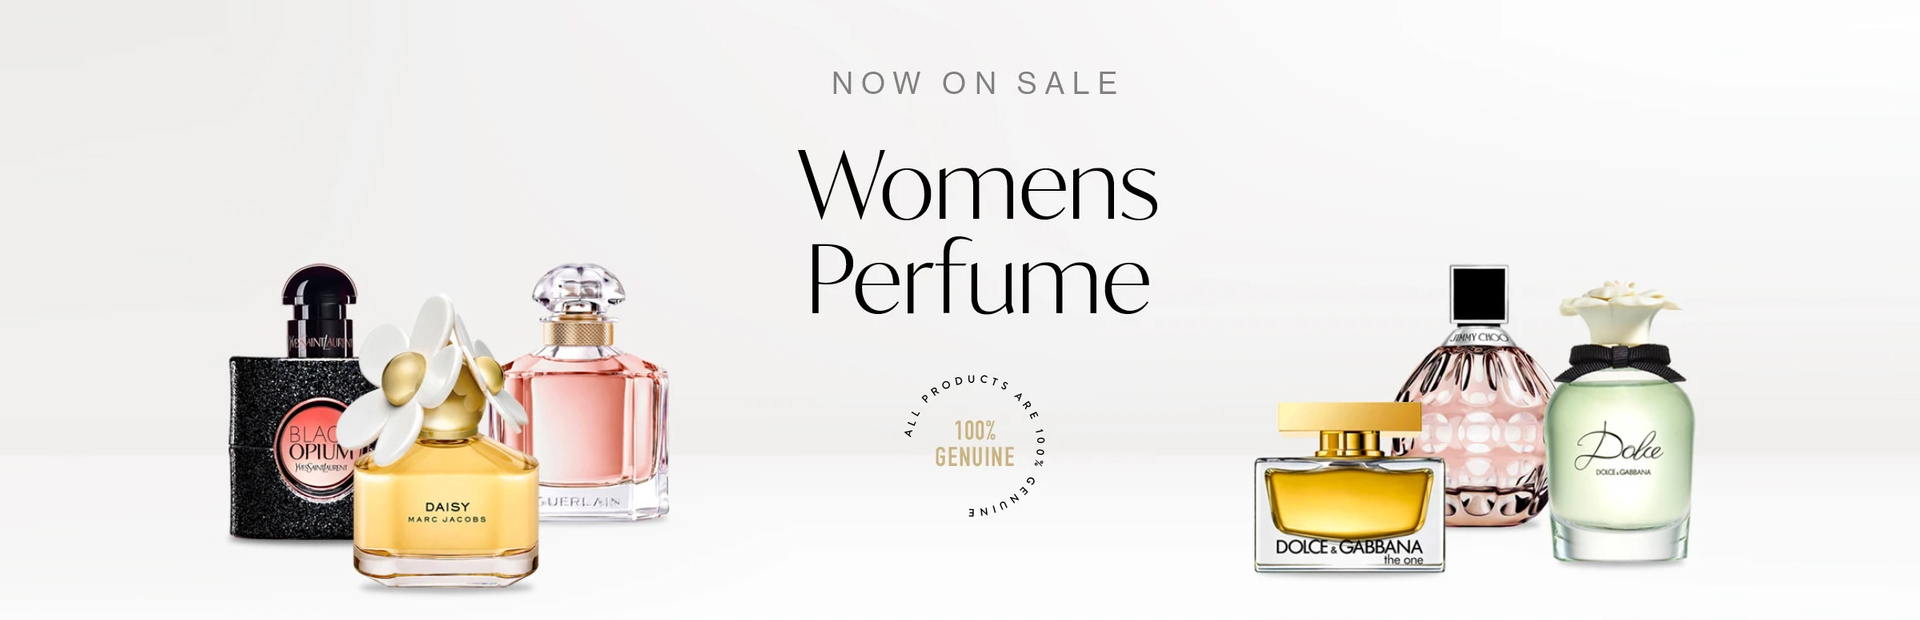 NOW ON SALE
Womens
Perfume
ALL PRODUCTS ARE 100% GENUINE
100%
GENUINE
YVESSAINTLAURENT
BLACK
OPIUM
YVESSAINTLAURENT
DAISY
MARC JACOBS
GUERLAIN
DOLCE & GABBANA
the one
JIMMY CHOO
Dolce
DOLCE & GABBANA